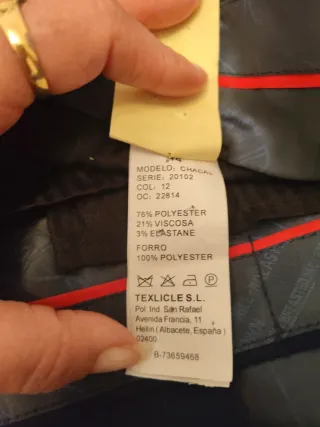 MODELO: CHACAL
SERIE: 20102
COL: 12
OC: 22814
76% POLYESTER
21% VISCOSA
3% ELASTANE
FORRO
100% POLYESTER
TEXLICLE S.L.
Pol. Ind. San Rafael
Avenida Francia, 11
Hellin (Albacete, España)
02400
B-73659468